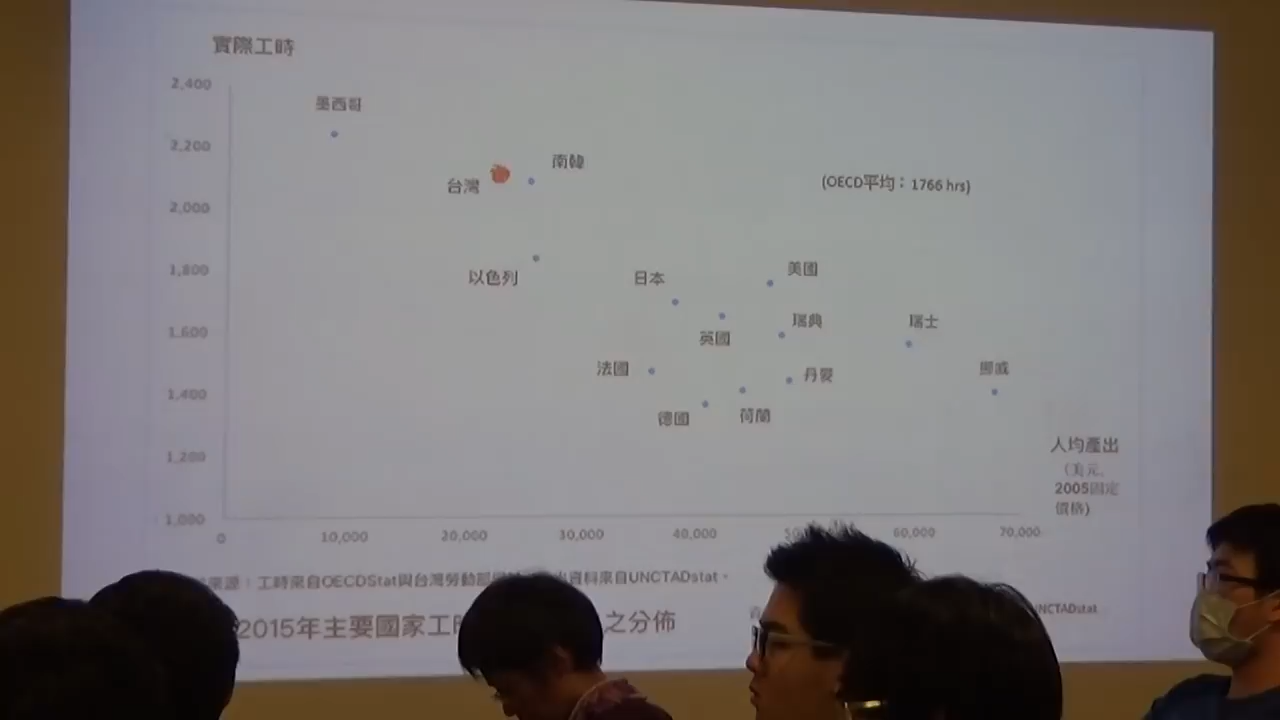 實際工時
2,400
墨西哥
2,200
南韓
台灣
(OECD平均：1766 hrs)
2,000
1,800
以色列
日本
美國
1,600
英國
瑞典
瑞士
法國
丹麥
挪威
1,400
德國
荷蘭
人均產出
(美元,
2005固定
價格)
1,200
1,000
0
10,000
20,000
30,000
40,000
60,000
70,000
來源：工時來自OECDStat與台灣勞動部 資料來自UNCTADstat。
2015年主要國家工 之分佈
UNCTADstat